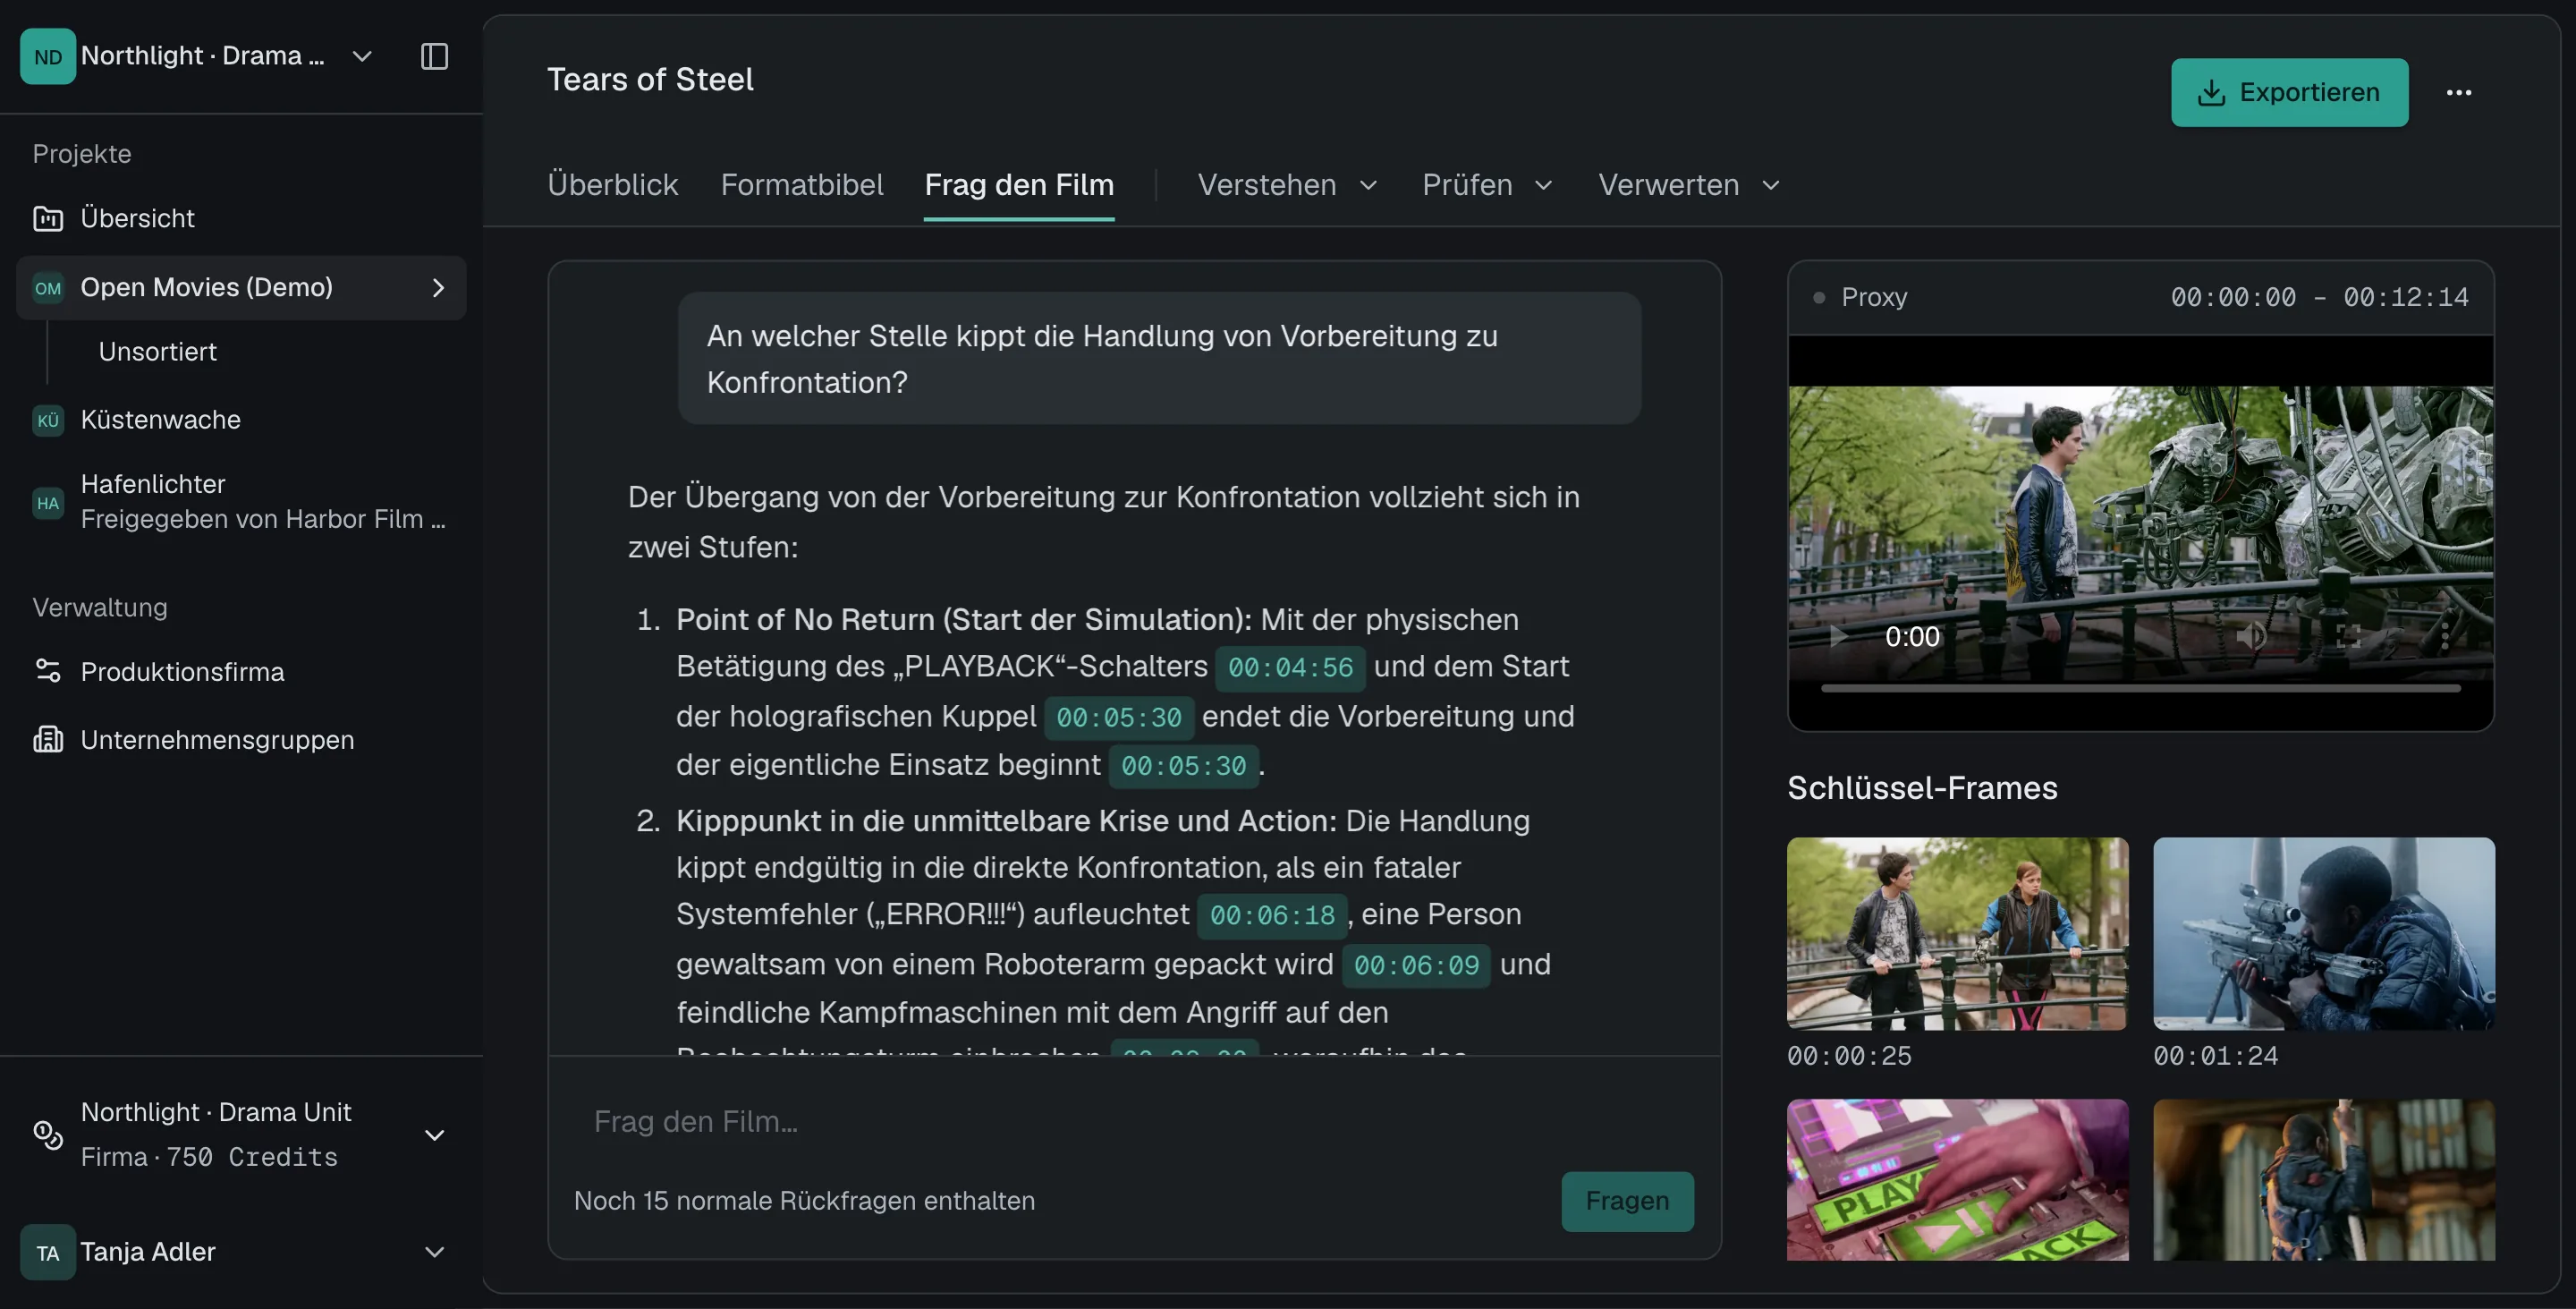 ND Northlight · Drama ...
Projekte
Übersicht
OM Open Movies (Demo)
Unsortiert
KÜ Küstenwache
HA Hafenlichter
Freigegeben von Harbor Film ...
Verwaltung
Produktionsfirma
Unternehmensgruppen
Northlight · Drama Unit
Firma · 750 Credits
TA Tanja Adler
Tears of Steel
Exportieren
Überblick Formatbibel Frag den Film Verstehen Prüfen Verwerten
An welcher Stelle kippt die Handlung von Vorbereitung zu
Konfrontation?
Der Übergang von der Vorbereitung zur Konfrontation vollzieht sich in
zwei Stufen:
1. Point of No Return (Start der Simulation): Mit der physischen
Betätigung des „PLAYBACK“-Schalters 00:04:56 und dem Start
der holografischen Kuppel 00:05:30 endet die Vorbereitung und
der eigentliche Einsatz beginnt 00:05:30.
2. Kipppunkt in die unmittelbare Krise und Action: Die Handlung
kippt endgültig in die direkte Konfrontation, als ein fataler
Systemfehler („ERROR!!!“) aufleuchtet 00:06:18, eine Person
gewaltsam von einem Roboterarm gepackt wird 00:06:09 und
feindliche Kampfmaschinen mit dem Angriff auf den
Frag den Film...
Noch 15 normale Rückfragen enthalten
Fragen
Proxy 00:00:00 – 00:12:14
0:00
Schlüssel-Frames
00:00:25 00:01:24
PLAY
BACK